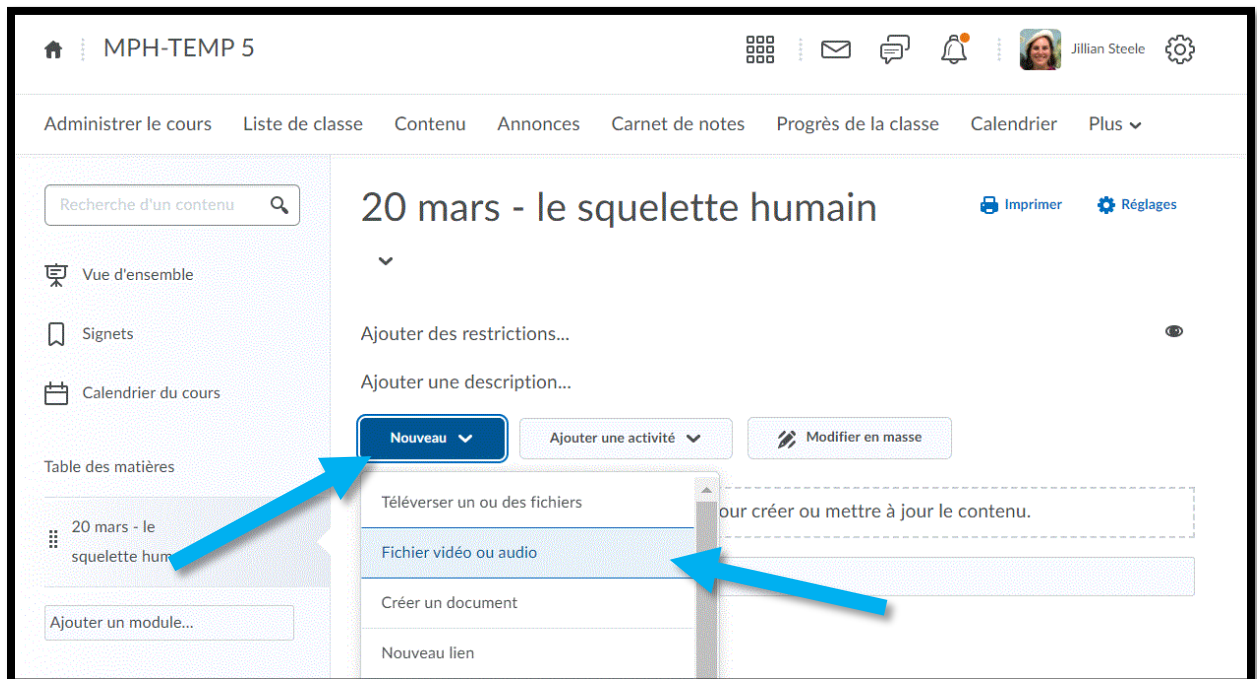 MPH-TEMP 5
Jillian Steele
Administrer le cours Liste de classe Contenu Annonces Carnet de notes Progrès de la classe Calendrier Plus
Recherche d'un contenu
20 mars - le squelette humain
Imprimer
Réglages
Vue d'ensemble
Signets
Calendrier du cours
Table des matières
20 mars - le
squelette hum
Ajouter un module...
Ajouter des restrictions...
Ajouter une description...
Nouveau
Ajouter une activité
Modifier en masse
Téléverser un ou des fichiers
Fichier vidéo ou audio
Créer un document
Nouveau lien
créer ou mettre à jour le contenu.